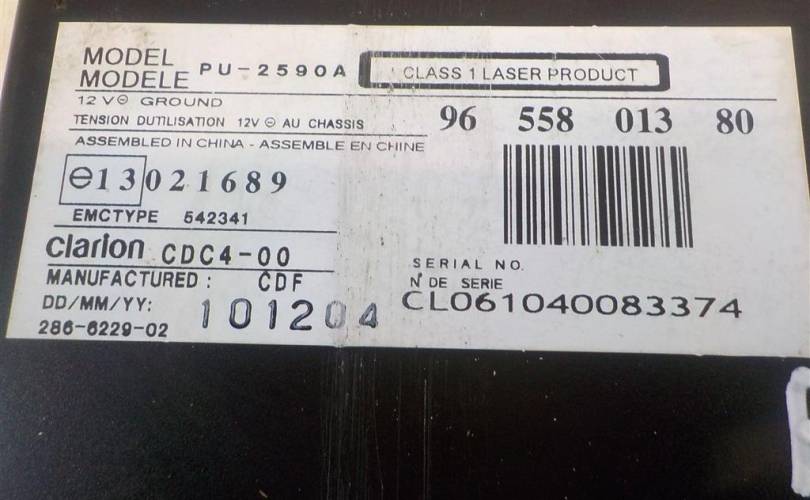 MODEL
MODELE PU-2590A
CLASS 1 LASER PRODUCT
12 V⊖ GROUND
TENSION DUTILISATION 12V ⊖ AU CHASSIS
96 558 013 80
ASSEMBLED IN CHINA - ASSEMBLE EN CHINE
e13 021689
EMCTYPE 542341
clarion CDC4-00
MANUFACTURED : CDF
DD/MM/YY: 101204
286-6229-02
SERIAL NO.
N° DE SERIE
CL061040083374